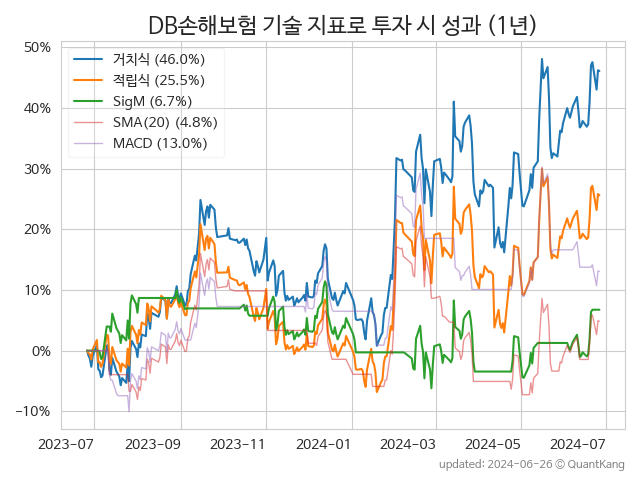 DB손해보험 기술 지표로 투자 시 성과 (1년)
50%
40%
30%
20%
10%
0%
−10%
거치식 (46.0%)
적립식 (25.5%)
SigM (6.7%)
SMA(20) (4.8%)
MACD (13.0%)
2023-07 2023-09 2023-11 2024-01 2024-03 2024-05 2024-07
updated: 2024-06-26 © QuantKang